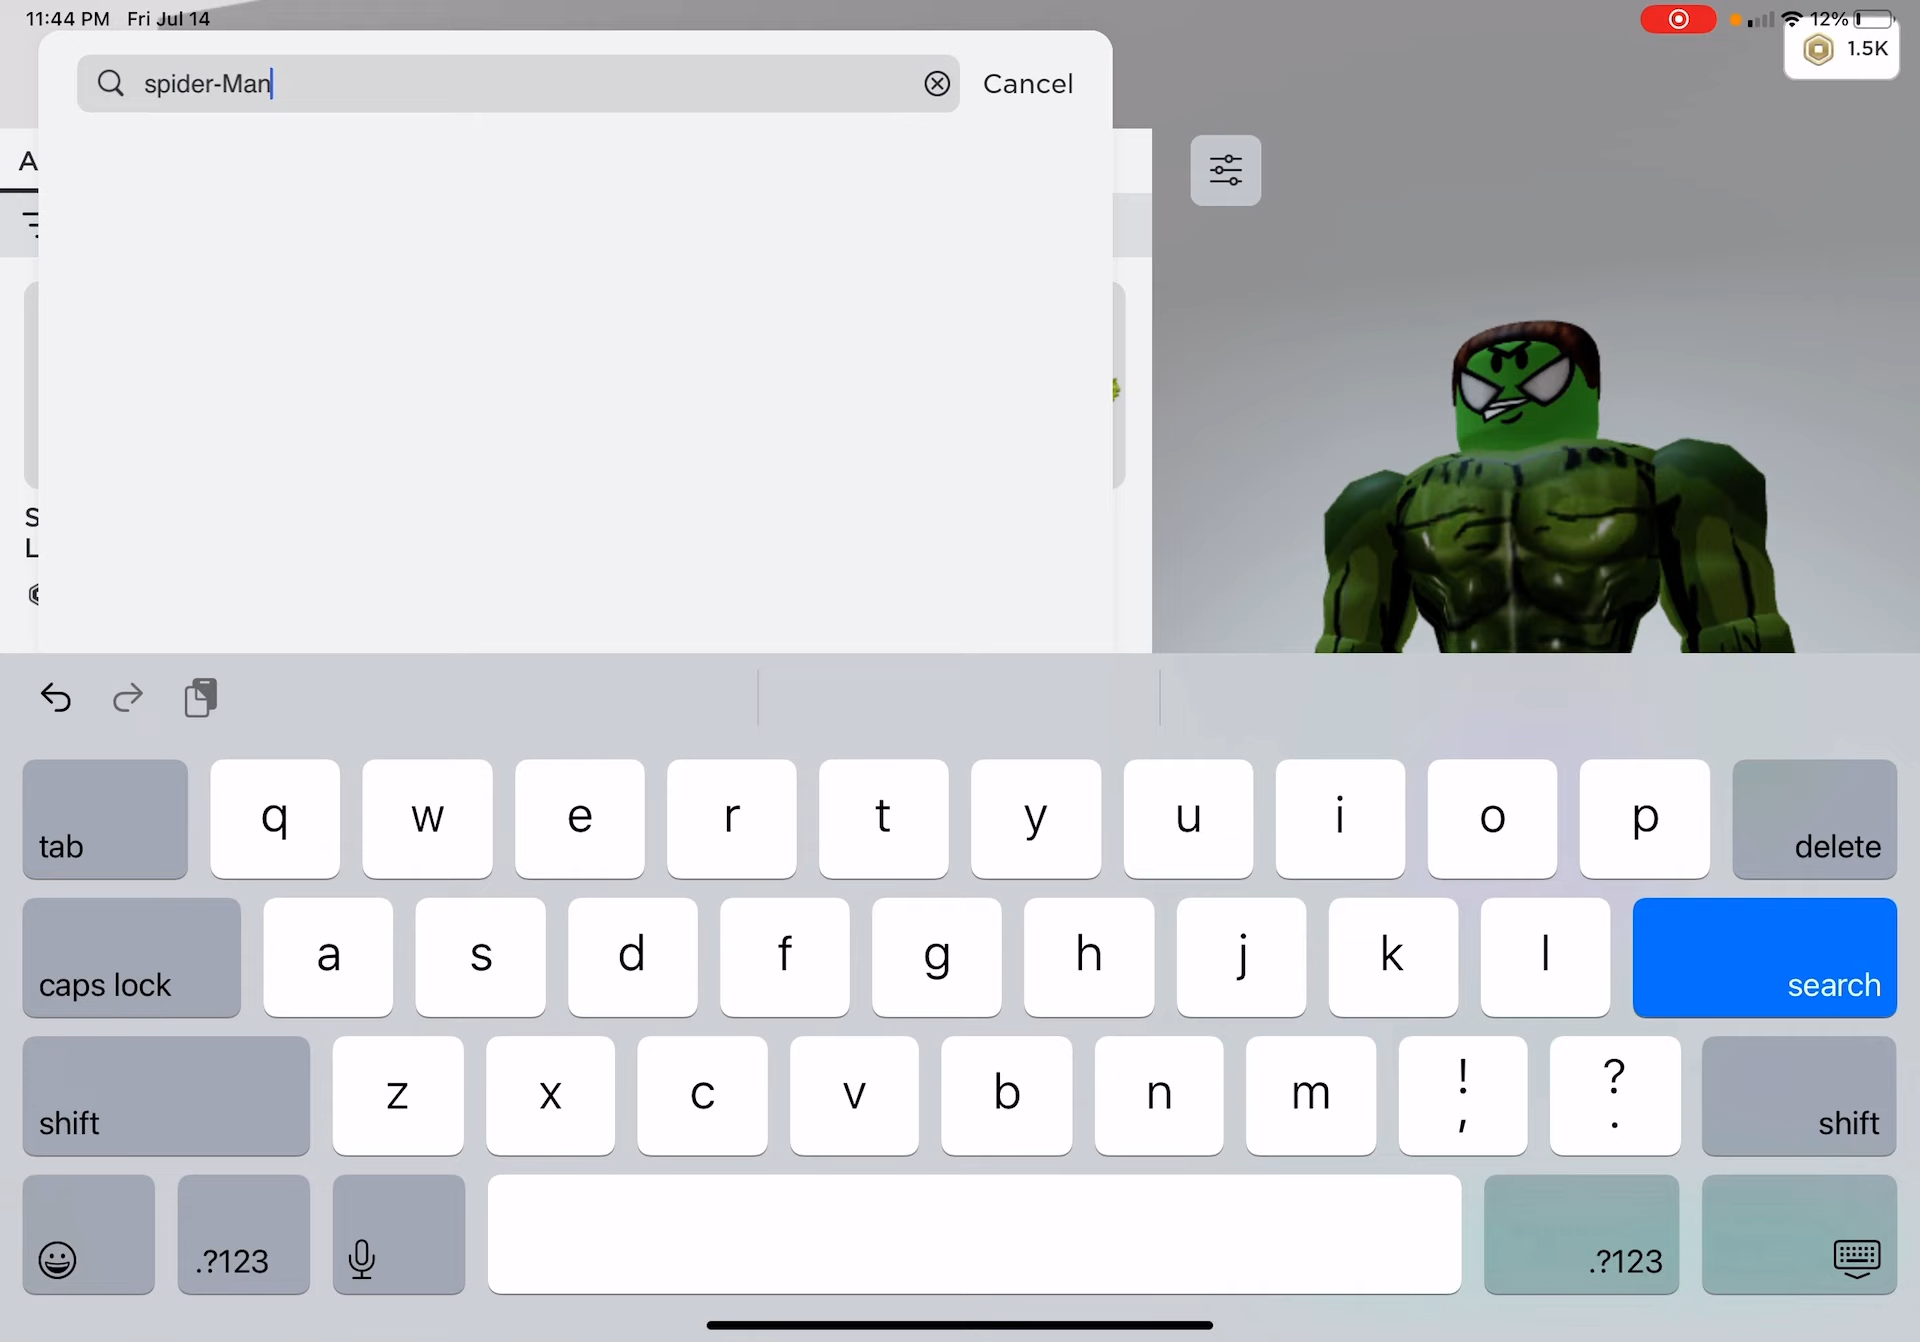 11:44 PM Fri Jul 14
12%
1.5K
spider-Man
Cancel
A
S
L
tab q w e r t y u i o p delete
caps lock a s d f g h j k l search
shift z x c v b n m ! , ? . shift
.?123 .?123